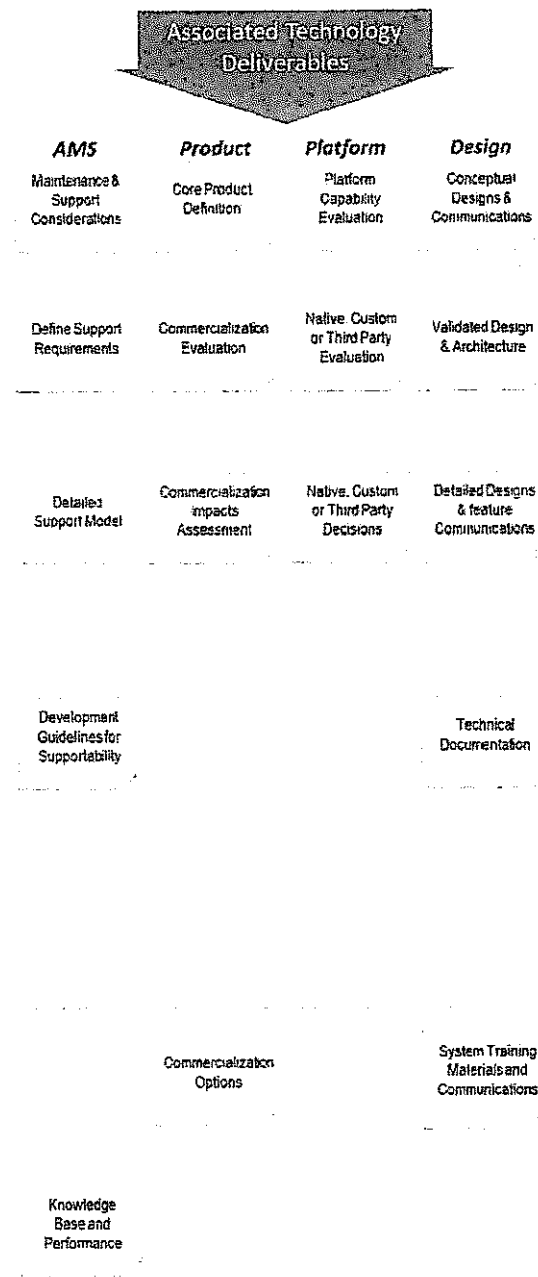 Associated Technology
Deliverables
AMS Product Platform Design
Maintenance &
Support
Considerations
Core Product
Definition
Platform
Capability
Evaluation
Conceptual
Designs &
Communications
Define Support
Requirements
Commercialization
Evaluation
Native, Custom
or Third Party
Evaluation
Validated Design
& Architecture
Detailed
Support Model
Commercialization
impacts
Assessment
Native, Custom
or Third Party
Decisions
Detailed Designs
& feature
Communications
Development
Guidelines for
Supportability
Technical
Documentation
Commercialization
Options
System Training
Materials and
Communications
Knowledge
Base and
Performance